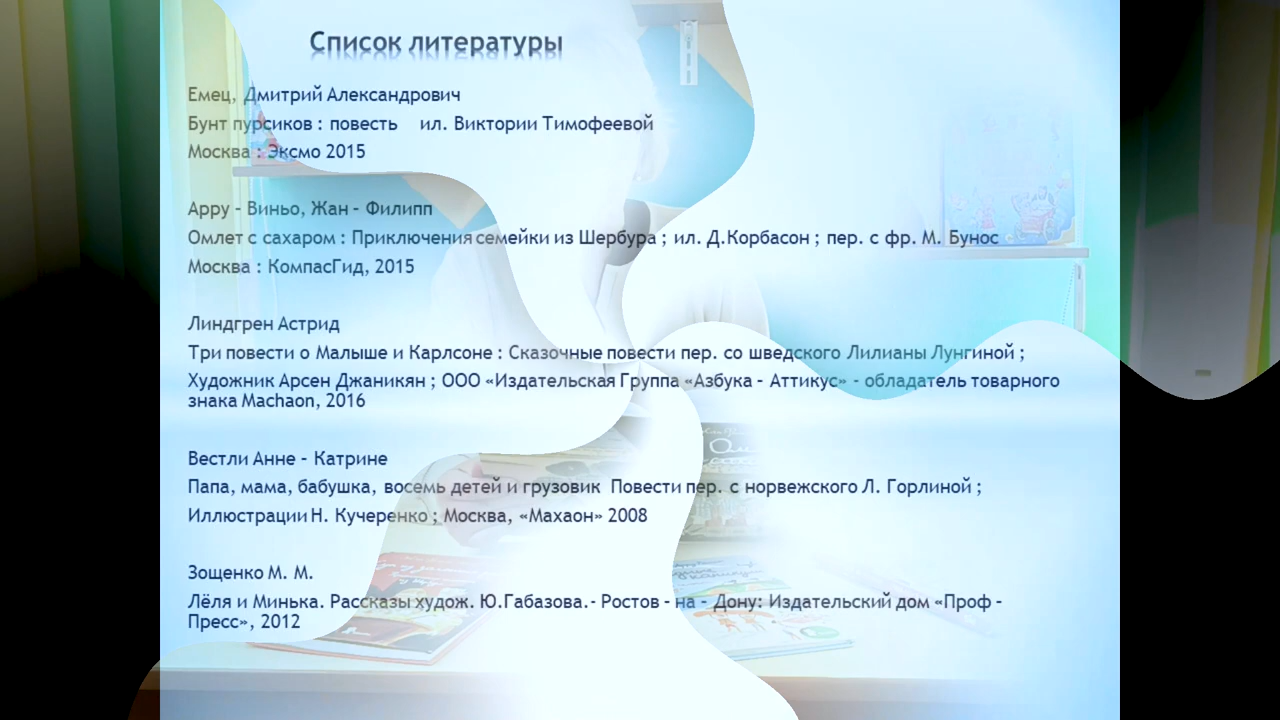 Список литературы
Емец, Дмитрий Александрович
Бунт пурсиков : повесть ил. Виктории Тимофеевой
Москва : Эксмо 2015
Арру – Виньо, Жан – Филипп
Омлет с сахаром : Приключения семейки из Шербура ; ил. Д.Корбасон ; пер. с фр. М. Бунос
Москва : КомпасГид, 2015
Линдгрен Астрид
Три повести о Малыше и Карлсоне : Сказочные повести пер. со шведского Лилианы Лунгиной ;
Художник Арсен Джаникян ; ООО «Издательская Группа «Азбука – Аттикус» - обладатель товарного
знака Machaon, 2016
Вестли Анне – Катрине
Папа, мама, бабушка, восемь детей и грузовик Повести пер. с норвежского Л. Горлиной ;
Иллюстрации Н. Кучеренко ; Москва, «Махаон» 2008
Зощенко М. М.
Лёля и Минька. Рассказы худож. Ю.Габазова.- Ростов – на – Дону: Издательский дом «Проф –
Пресс», 2012